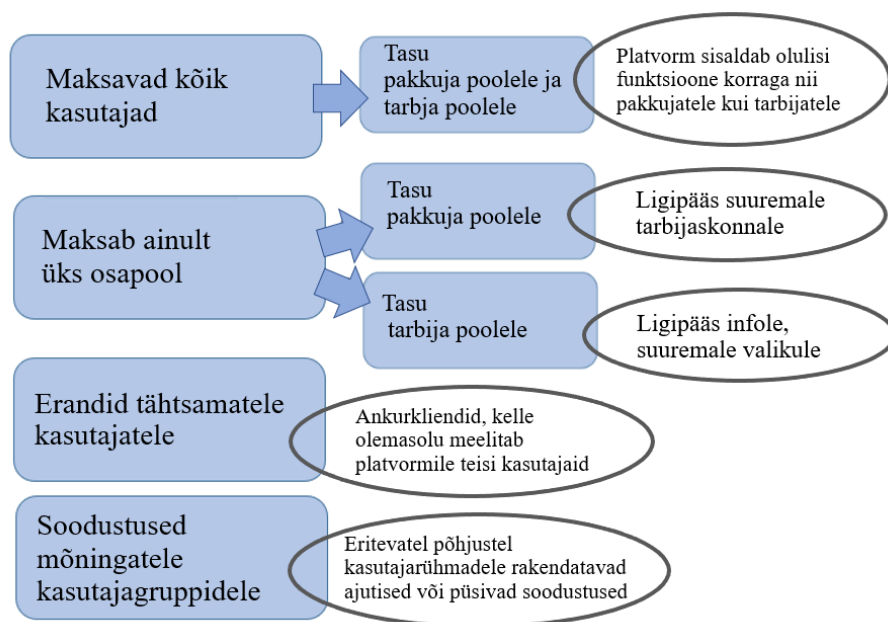 Maksavad kõik
kasutajad
Tasu
pakkuja poolele ja
tarbja poolele
Platvorm sisaldab olulisi
funktsioone korraga nii
pakkujatele kui tarbijatele
Maksab ainult
üks osapool
Tasu
pakkuja poolele
Ligipääs suuremale
tarbijaskonnale
Tasu
tarbija poolele
Ligipääs infole,
suuremale valikule
Erandid tähtsamatele
kasutajatele
Ankurkliendid, kelle
olemasolu meelitab
platvormile teisi kasutajaid
Soodustused
mõningatele
kasutajagruppidele
Eritevatel põhjustel
kasutajarühmadele rakendatavad
ajutised või püsivad soodustused